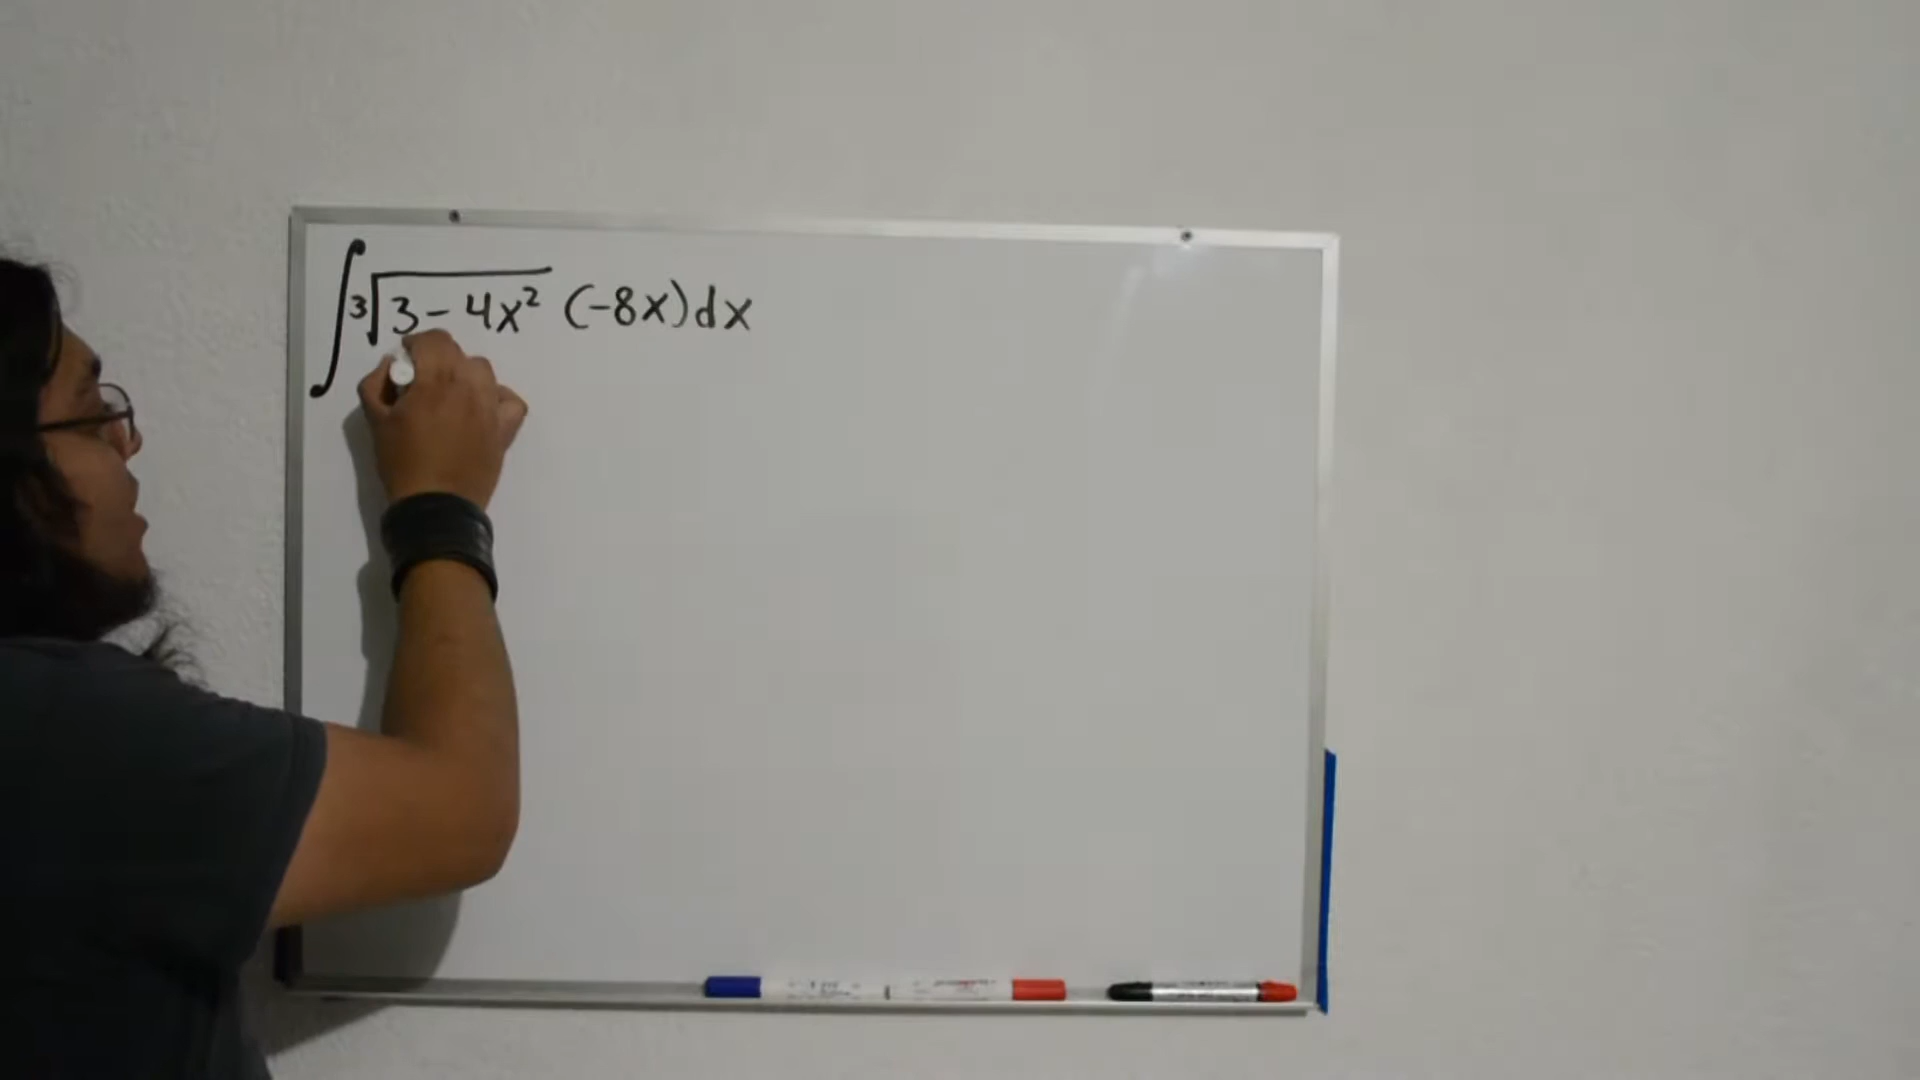 ∫ ³√(3 - 4x²) (-8x) dx